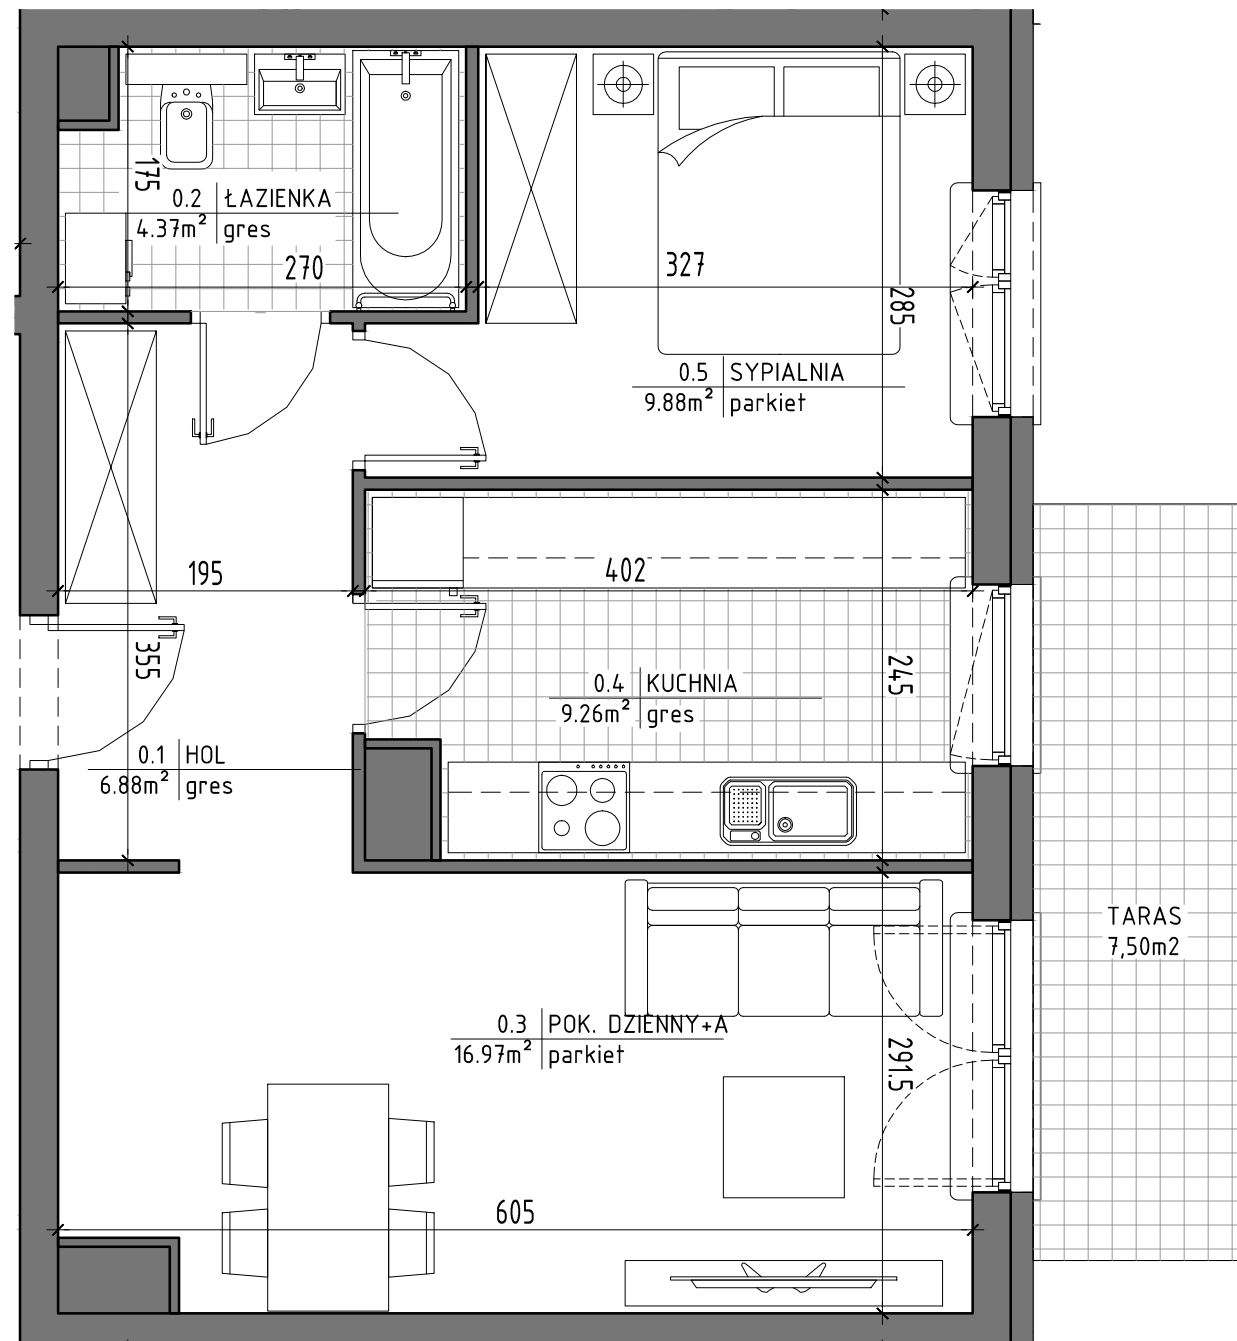 175
0.2 ŁAZIENKA
4.37m² gres
270
327
285
0.5 SYPIALNIA
9.88m² parkiet
195
402
355
245
0.4 KUCHNIA
9.26m² gres
0.1 HOL
6.88m² gres
TARAS
7,50m2
0.3 POK. DZIENNY+A
16.97m² parkiet
291.5
605